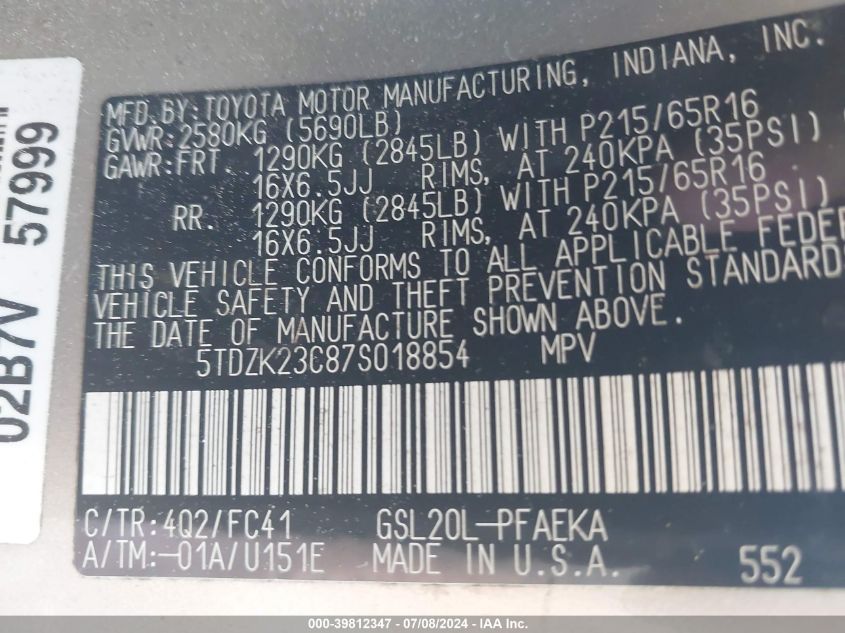 MFD.BY:TOYOTA MOTOR MANUFACTURING, INDIANA, INC.
GVWR:2580KG (5690LB)
GAWR:FRT. 1290KG (2845LB) WITH P215/65R16
16X6.5JJ RIMS, AT 240KPA (35PSI) (
RR. 1290KG (2845LB) WITH P215/65R16
16X6.5JJ RIMS, AT 240KPA (35PSI)
THIS VEHICLE CONFORMS TO ALL APPLICABLE FEDER
VEHICLE SAFETY AND THEFT PREVENTION STANDARD
THE DATE OF MANUFACTURE SHOWN ABOVE.
5TDZK23C87S018854 MPV
C/TR:4Q2/FC41 GSL20L-PFAEKA
A/TM:-01A/U151E MADE IN U.S.A. 552
02B7V 57999
000-39812347 - 07/08/2024 - IAA Inc.